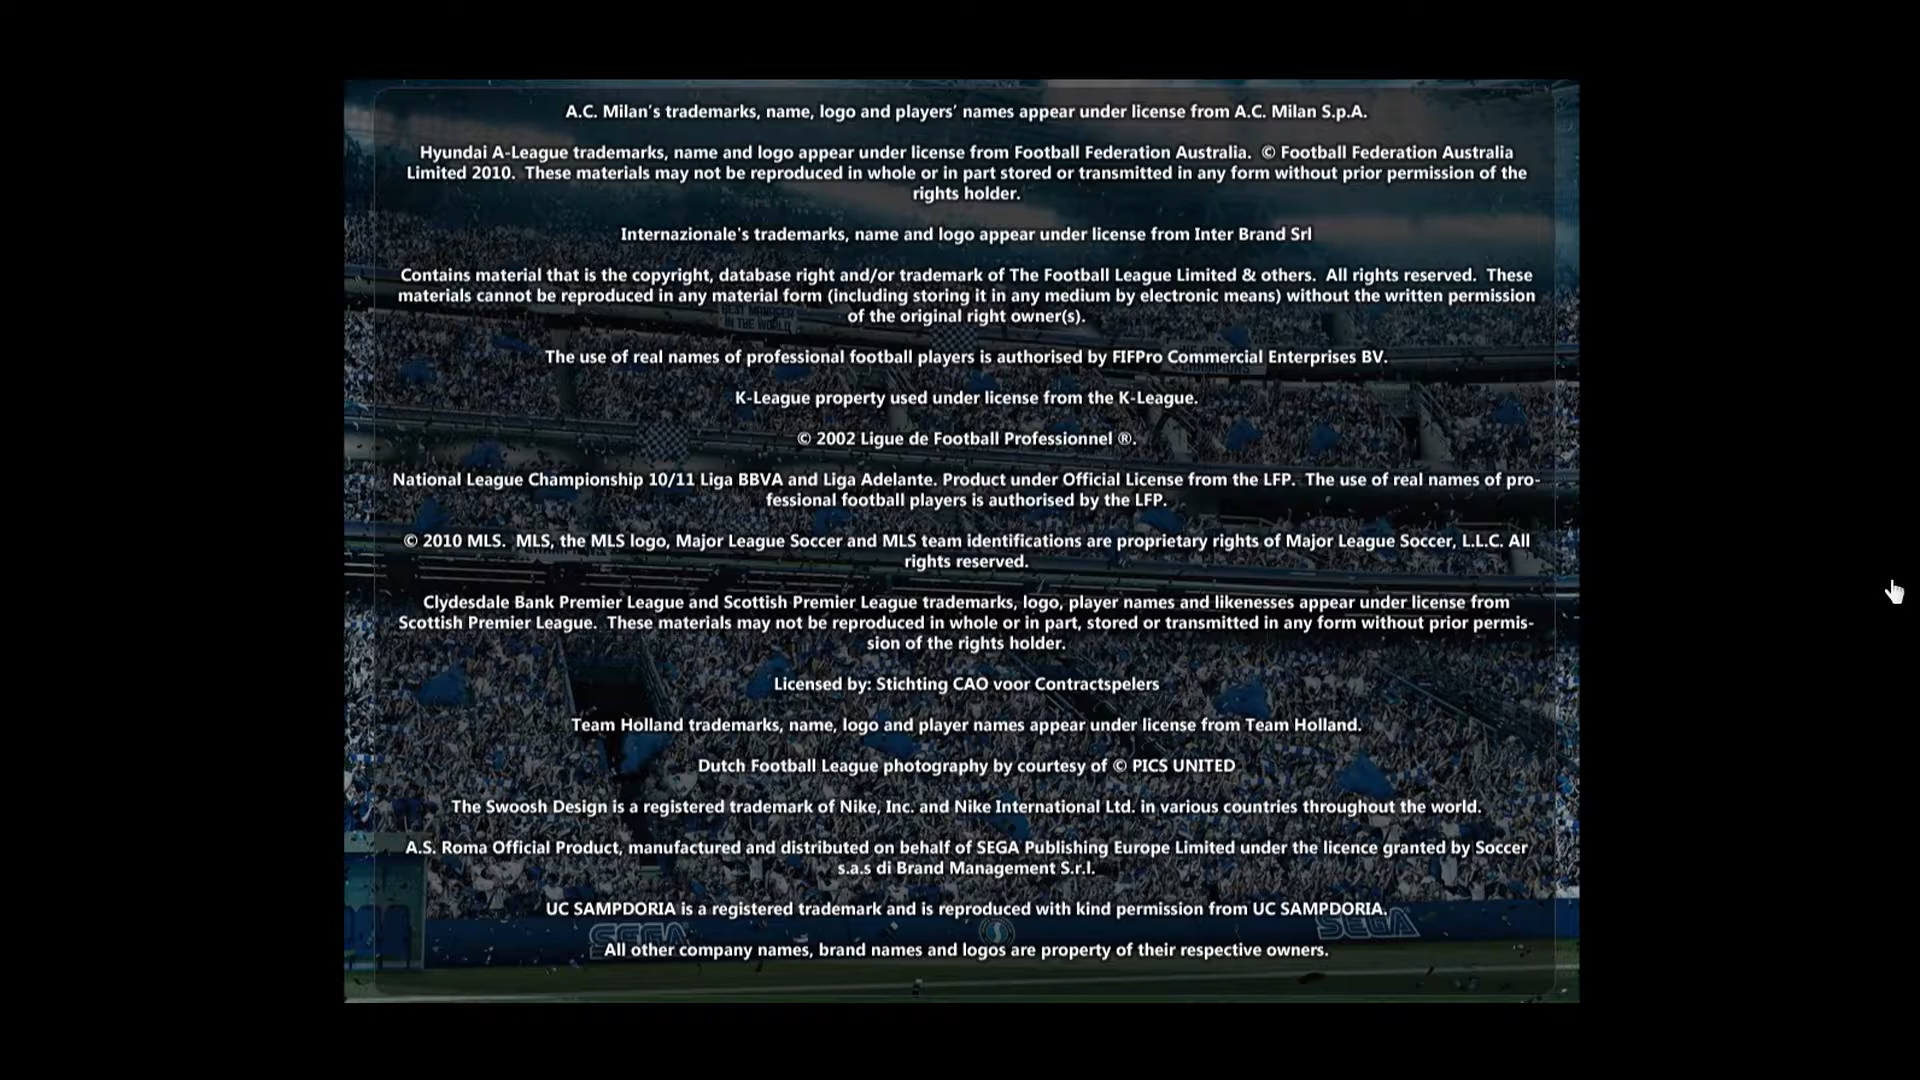 A.C. Milan's trademarks, name, logo and players' names appear under license from A.C. Milan S.p.A.
Hyundai A-League trademarks, name and logo appear under license from Football Federation Australia.  © Football Federation Australia
Limited 2010.  These materials may not be reproduced in whole or in part stored or transmitted in any form without prior permission of the
rights holder.
Internazionale's trademarks, name and logo appear under license from Inter Brand Srl
Contains material that is the copyright, database right and/or trademark of The Football League Limited & others.  All rights reserved.  These
materials cannot be reproduced in any material form (including storing it in any medium by electronic means) without the written permission
of the original right owner(s).
BEST MANAGER
IN THE WORLD
The use of real names of professional football players is authorised by FIFPro Commercial Enterprises BV.
CHAMPIONS
K-League property used under license from the K-League.
© 2002 Ligue de Football Professionnel ®.
National League Championship 10/11 Liga BBVA and Liga Adelante. Product under Official License from the LFP.  The use of real names of pro-
fessional football players is authorised by the LFP.
© 2010 MLS.  MLS, the MLS logo, Major League Soccer and MLS team identifications are proprietary rights of Major League Soccer, L.L.C. All
rights reserved.
Clydesdale Bank Premier League and Scottish Premier League trademarks, logo, player names and likenesses appear under license from
Scottish Premier League.  These materials may not be reproduced in whole or in part, stored or transmitted in any form without prior permis-
sion of the rights holder.
Licensed by: Stichting CAO voor Contractspelers
Team Holland trademarks, name, logo and player names appear under license from Team Holland.
Dutch Football League photography by courtesy of © PICS UNITED
The Swoosh Design is a registered trademark of Nike, Inc. and Nike International Ltd. in various countries throughout the world.
A.S. Roma Official Product, manufactured and distributed on behalf of SEGA Publishing Europe Limited under the licence granted by Soccer
s.a.s di Brand Management S.r.l.
UC SAMPDORIA is a registered trademark and is reproduced with kind permission from UC SAMPDORIA.
SEGA SEGA
All other company names, brand names and logos are property of their respective owners.